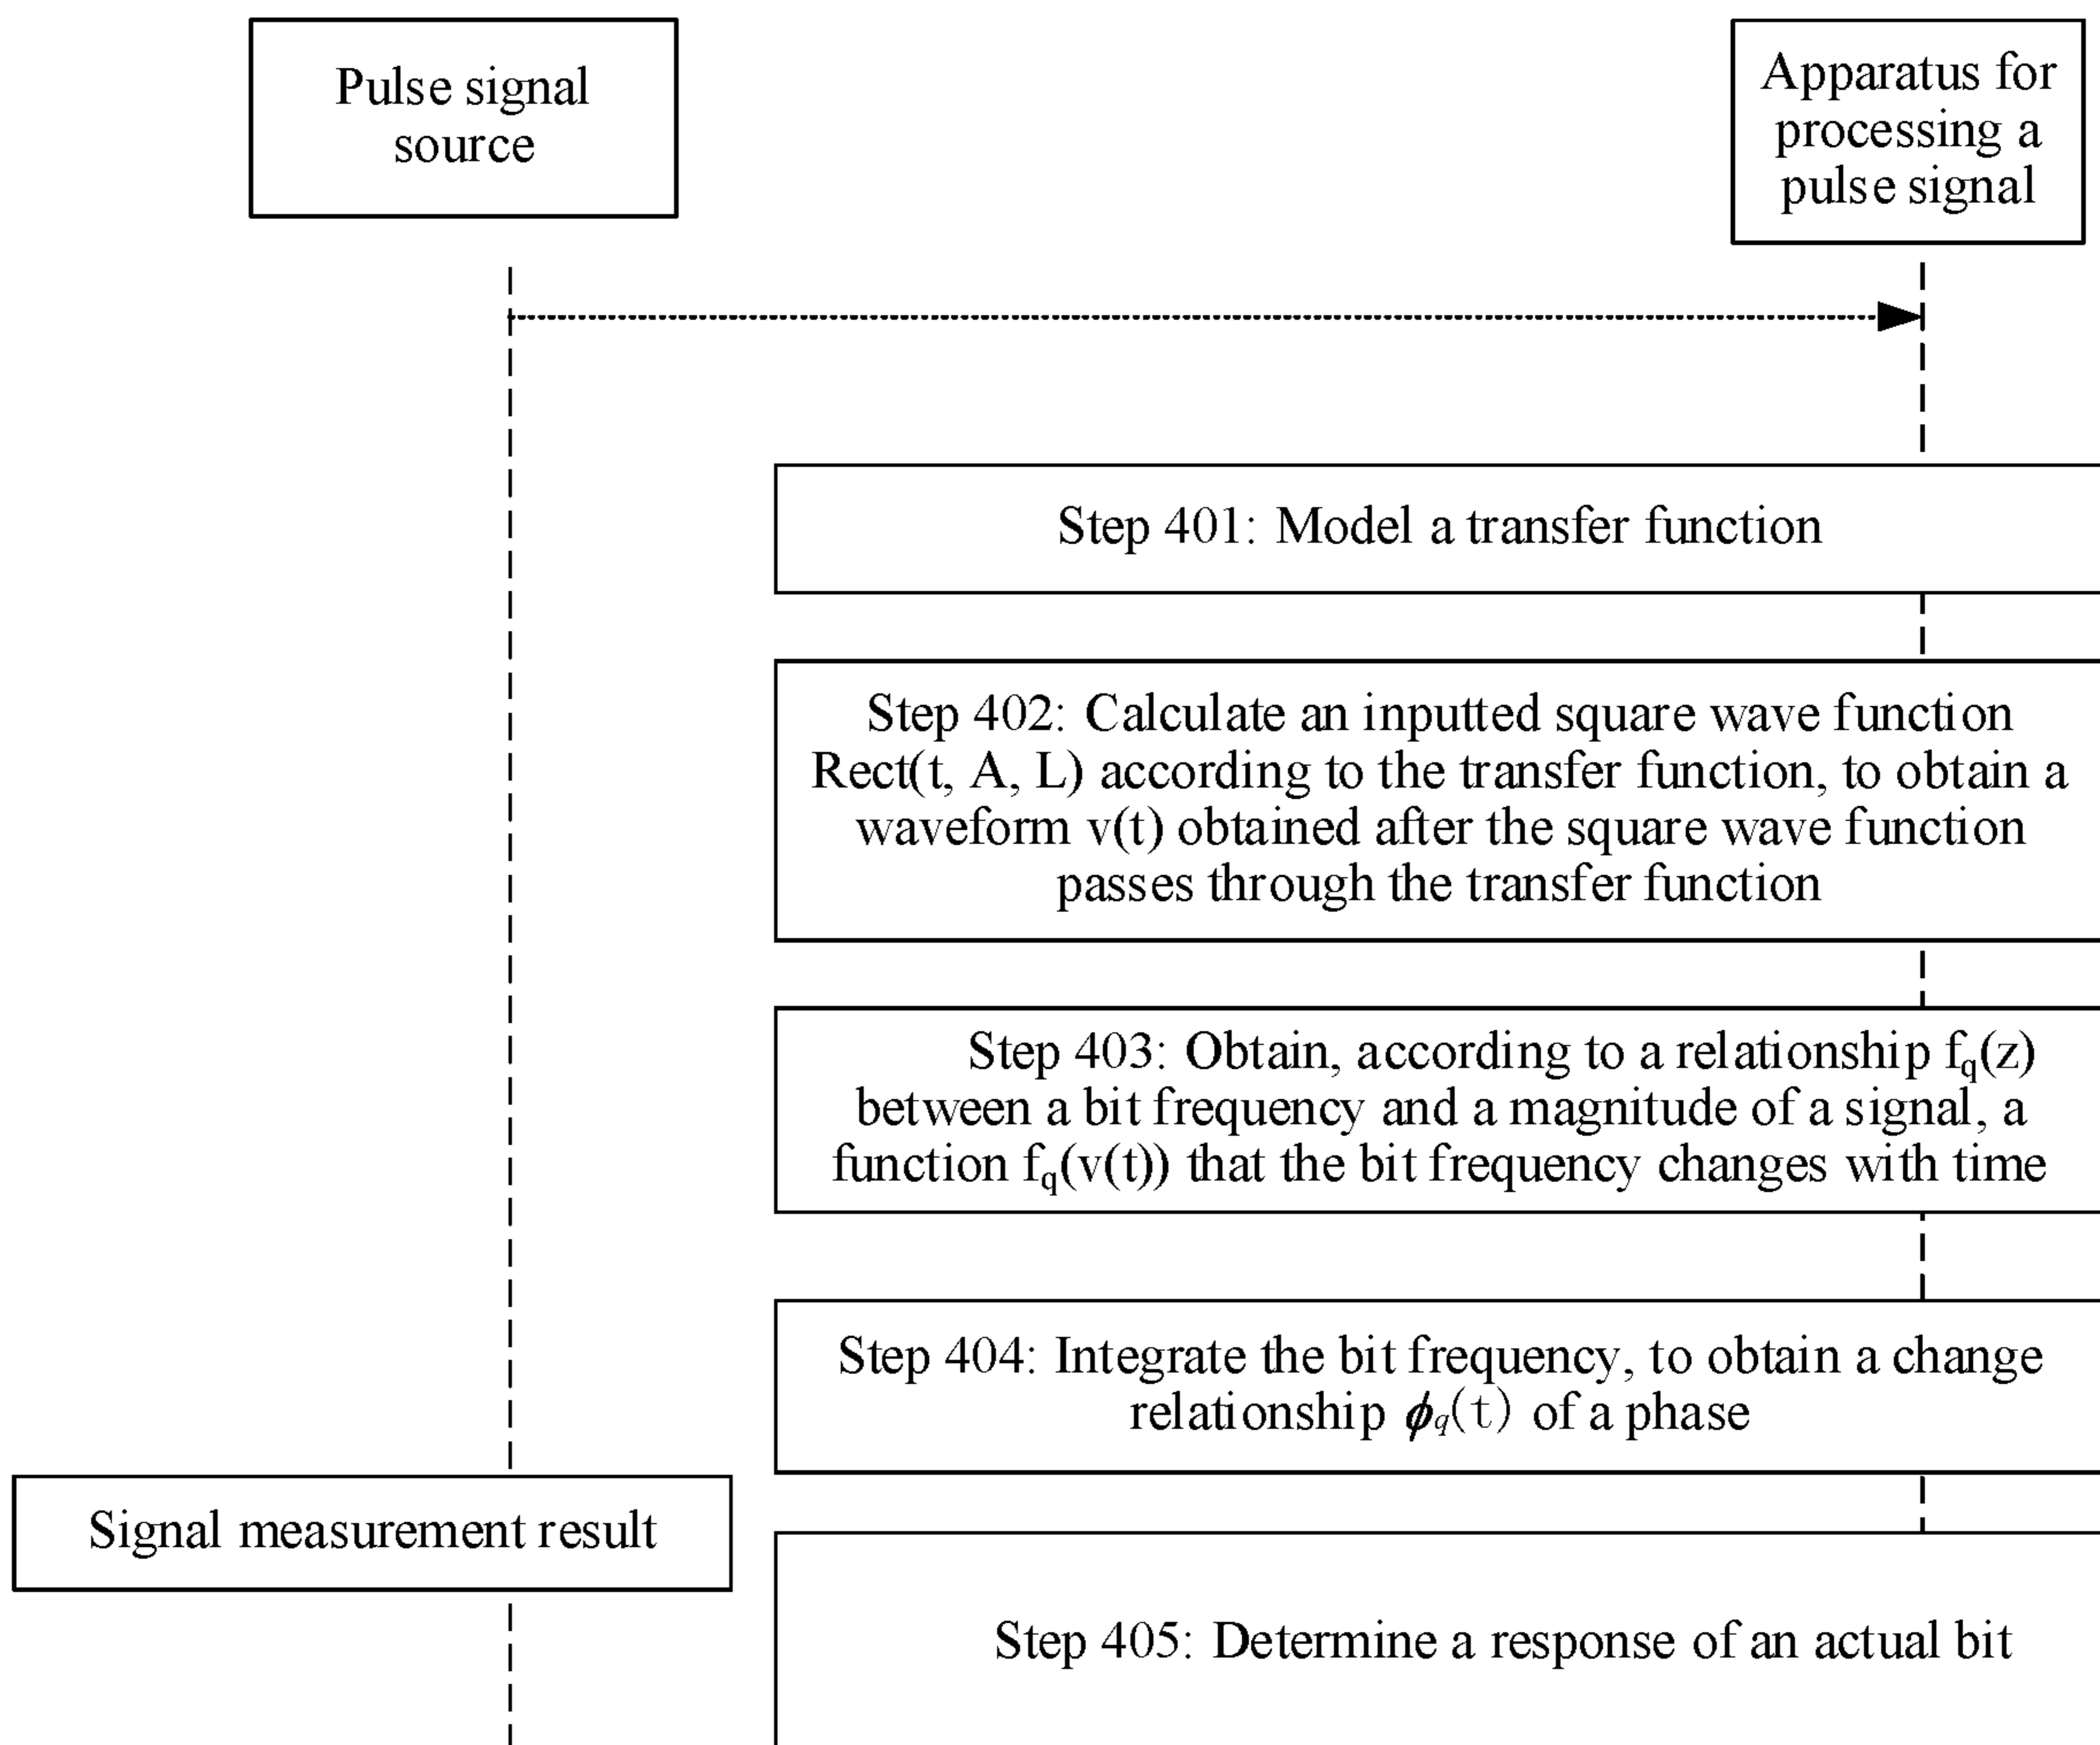 Pulse signal
source
Apparatus for
processing a
pulse signal
Step 401: Model a transfer function
Step 402: Calculate an inputted square wave function
Rect(t, A, L) according to the transfer function, to obtain a
waveform v(t) obtained after the square wave function
passes through the transfer function
Step 403: Obtain, according to a relationship f_q(z)
between a bit frequency and a magnitude of a signal, a
function f_q(v(t)) that the bit frequency changes with time
Step 404: Integrate the bit frequency, to obtain a change
relationship ϕ_q(t) of a phase
Signal measurement result
Step 405: Determine a response of an actual bit